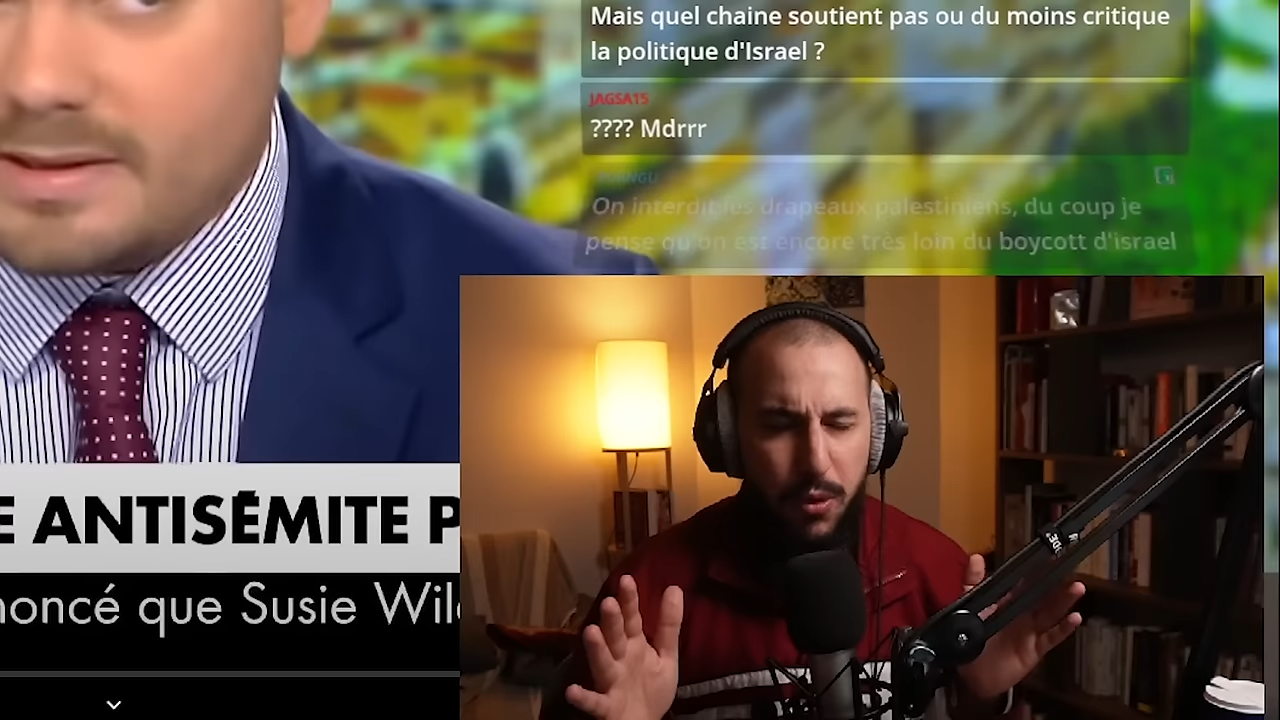 Mais quel chaine soutient pas ou du moins critique
la politique d'Israel ?
JAGSA15
???? Mdrrr
On interdit les drapeaux palestiniens, du coup je
pense qu'on est encore très loin du boycott d'israel
E ANTISÉMITE P
noncé que Susie Wil